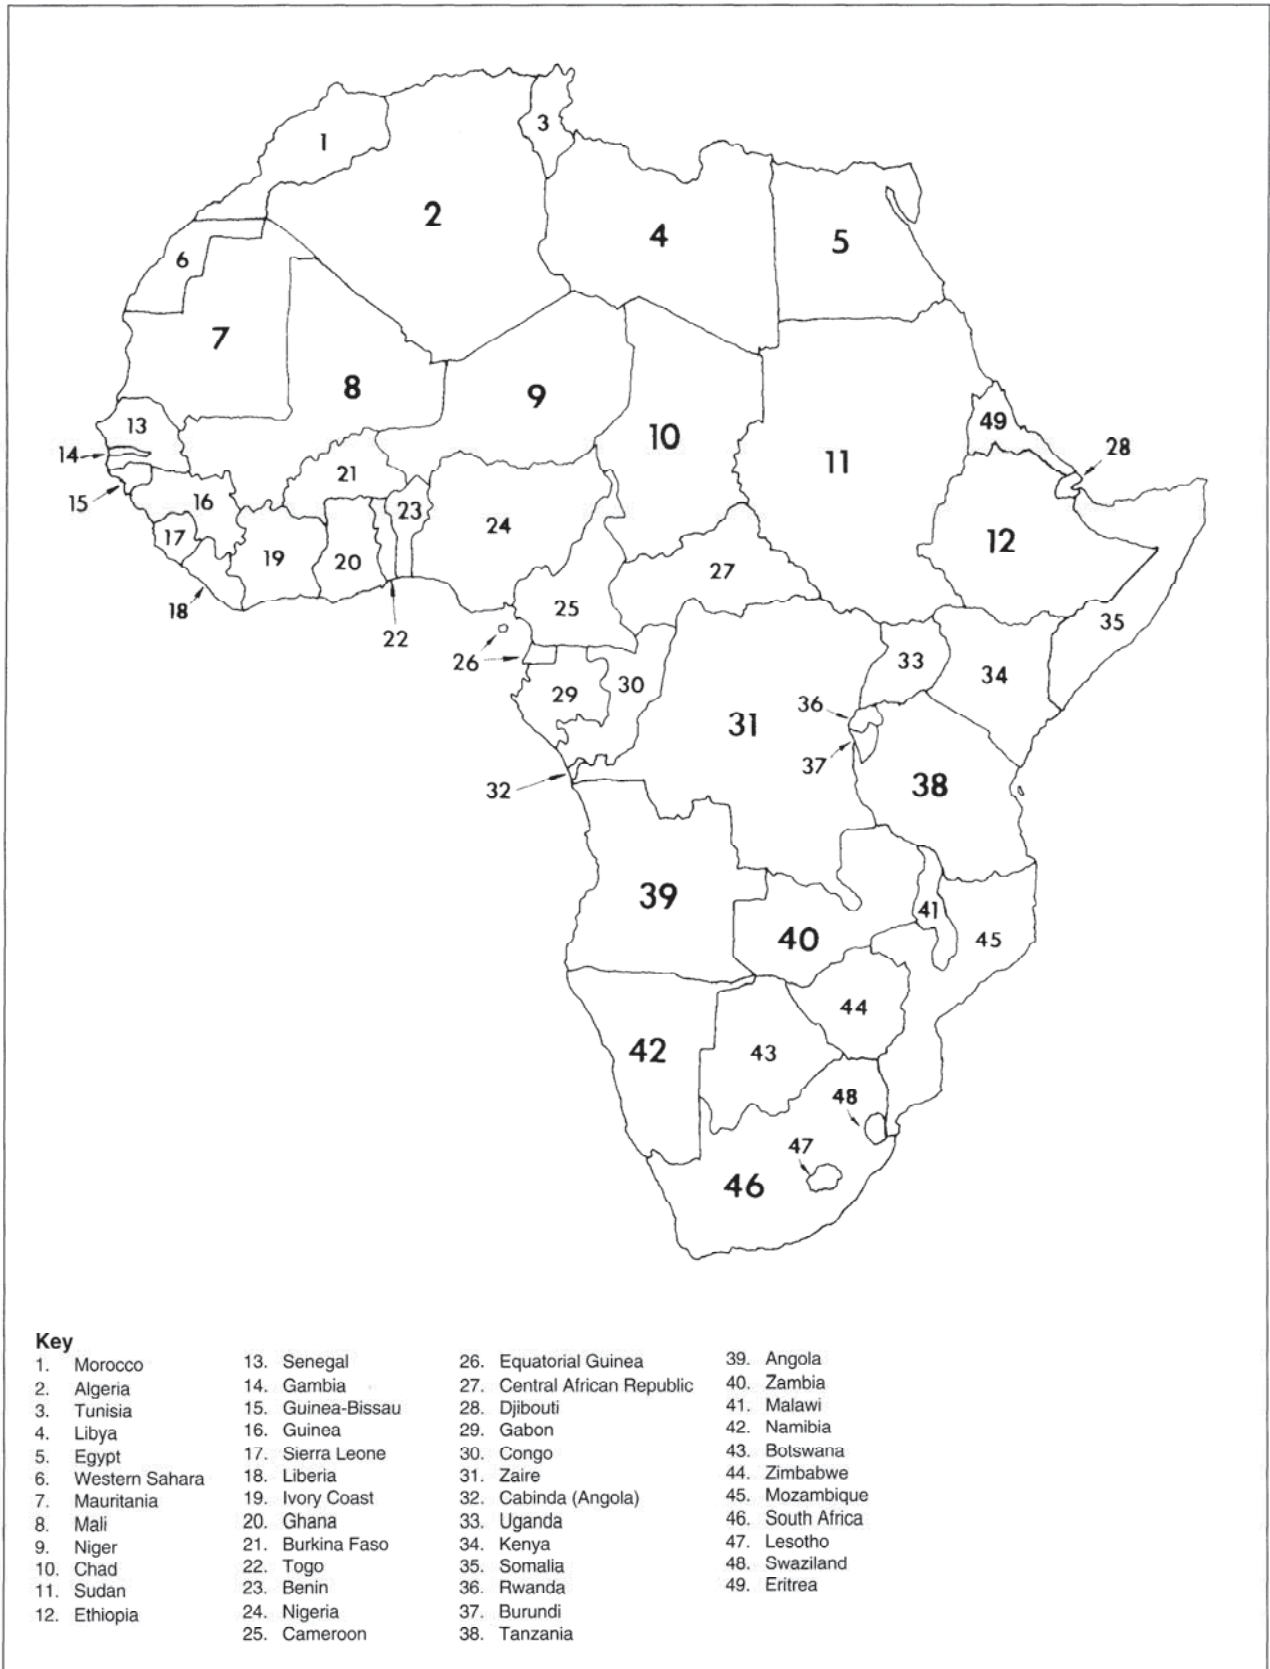 1
3
2
4
5
6
7
8
9
10
11
13
49
14
28
21
15
16
23
24
12
17
19
20
27
18
25
35
22
26
33
34
30
29
36
31
37
32
38
39
41
40
45
44
42
43
48
47
46
Key
1. Morocco
2. Algeria
3. Tunisia
4. Libya
5. Egypt
6. Western Sahara
7. Mauritania
8. Mali
9. Niger
10. Chad
11. Sudan
12. Ethiopia
13. Senegal
14. Gambia
15. Guinea-Bissau
16. Guinea
17. Sierra Leone
18. Liberia
19. Ivory Coast
20. Ghana
21. Burkina Faso
22. Togo
23. Benin
24. Nigeria
25. Cameroon
26. Equatorial Guinea
27. Central African Republic
28. Djibouti
29. Gabon
30. Congo
31. Zaire
32. Cabinda (Angola)
33. Uganda
34. Kenya
35. Somalia
36. Rwanda
37. Burundi
38. Tanzania
39. Angola
40. Zambia
41. Malawi
42. Namibia
43. Botswana
44. Zimbabwe
45. Mozambique
46. South Africa
47. Lesotho
48. Swaziland
49. Eritrea